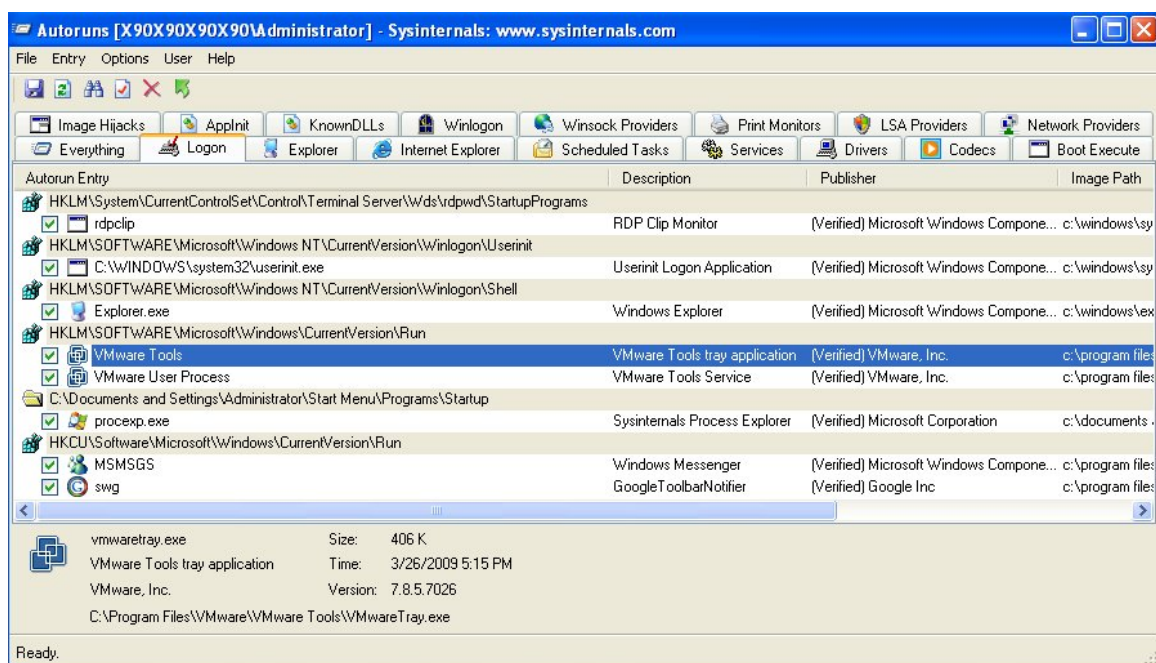 Autoruns [X90X90X90X90\Administrator] - Sysinternals: www.sysinternals.com
File Entry Options User Help
Image Hijacks AppInit KnownDLLs Winlogon Winsock Providers Print Monitors LSA Providers Network Providers
Everything Logon Explorer Internet Explorer Scheduled Tasks Services Drivers Codecs Boot Execute
Autorun Entry Description Publisher Image Path
HKLM\System\CurrentControlSet\Control\Terminal Server\Wds\rdpwd\StartupPrograms
rdpclip RDP Clip Monitor (Verified) Microsoft Windows Compone... c:\windows\sy
HKLM\SOFTWARE\Microsoft\Windows NT\CurrentVersion\Winlogon\Userinit
C:\WINDOWS\system32\userinit.exe Userinit Logon Application (Verified) Microsoft Windows Compone... c:\windows\sy
HKLM\SOFTWARE\Microsoft\Windows NT\CurrentVersion\Winlogon\Shell
Explorer.exe Windows Explorer (Verified) Microsoft Windows Compone... c:\windows\ex
HKLM\SOFTWARE\Microsoft\Windows\CurrentVersion\Run
VMware Tools VMware Tools tray application (Verified) VMware, Inc. c:\program files
VMware User Process VMware Tools Service (Verified) VMware, Inc. c:\program files
C:\Documents and Settings\Administrator\Start Menu\Programs\Startup
procexp.exe Sysinternals Process Explorer (Verified) Microsoft Corporation c:\documents
HKCU\Software\Microsoft\Windows\CurrentVersion\Run
MSMSGS Windows Messenger (Verified) Microsoft Windows Compone... c:\program files
swg GoogleToolbarNotifier (Verified) Google Inc c:\program files
vmwaretray.exe Size: 406 K
VMware Tools tray application Time: 3/26/2009 5:15 PM
VMware, Inc. Version: 7.8.5.7026
C:\Program Files\VMware\VMware Tools\VMwareTray.exe
Ready.